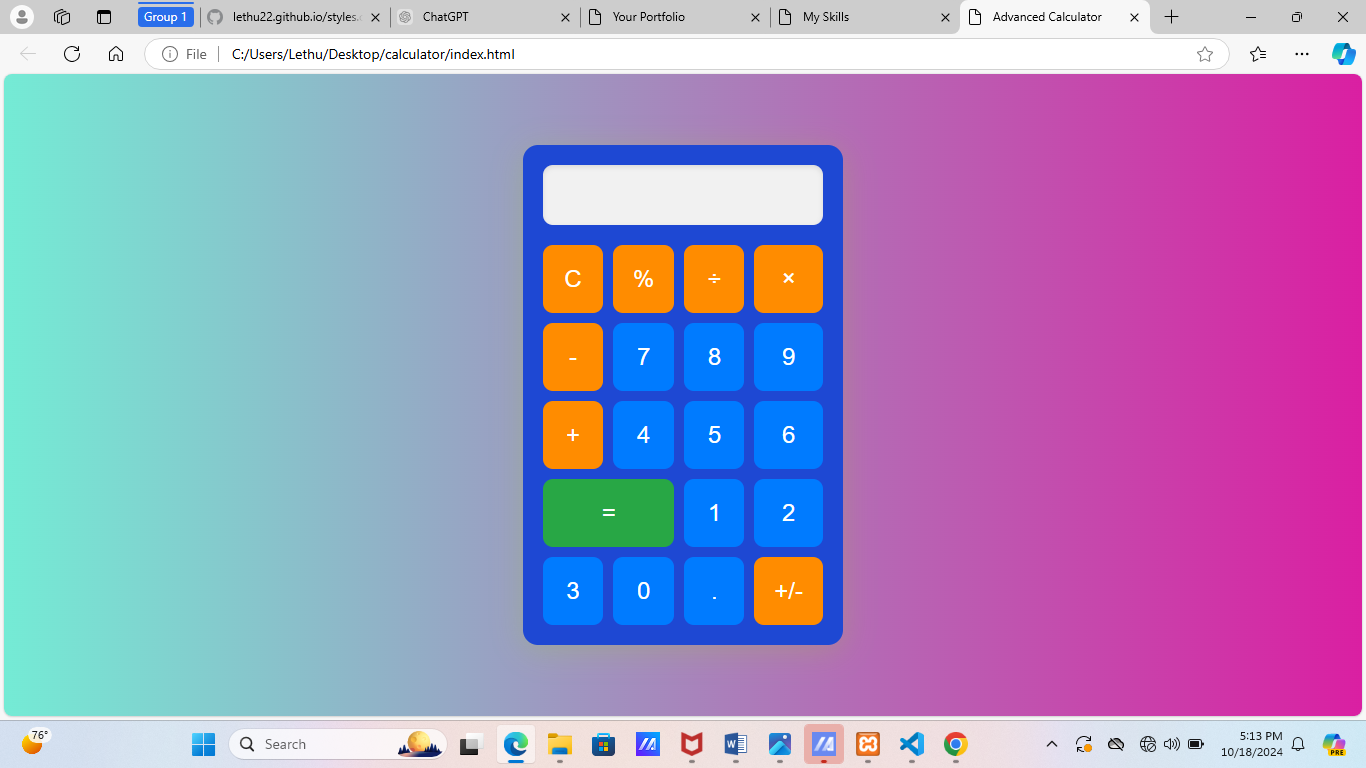 Group 1 lethu22.github.io/styles. ChatGPT Your Portfolio My Skills Advanced Calculator
File C:/Users/Lethu/Desktop/calculator/index.html
C % ÷ ×
- 7 8 9
+ 4 5 6
= 1 2
3 0 . +/-
76°
Search
5:13 PM
10/18/2024
PRE